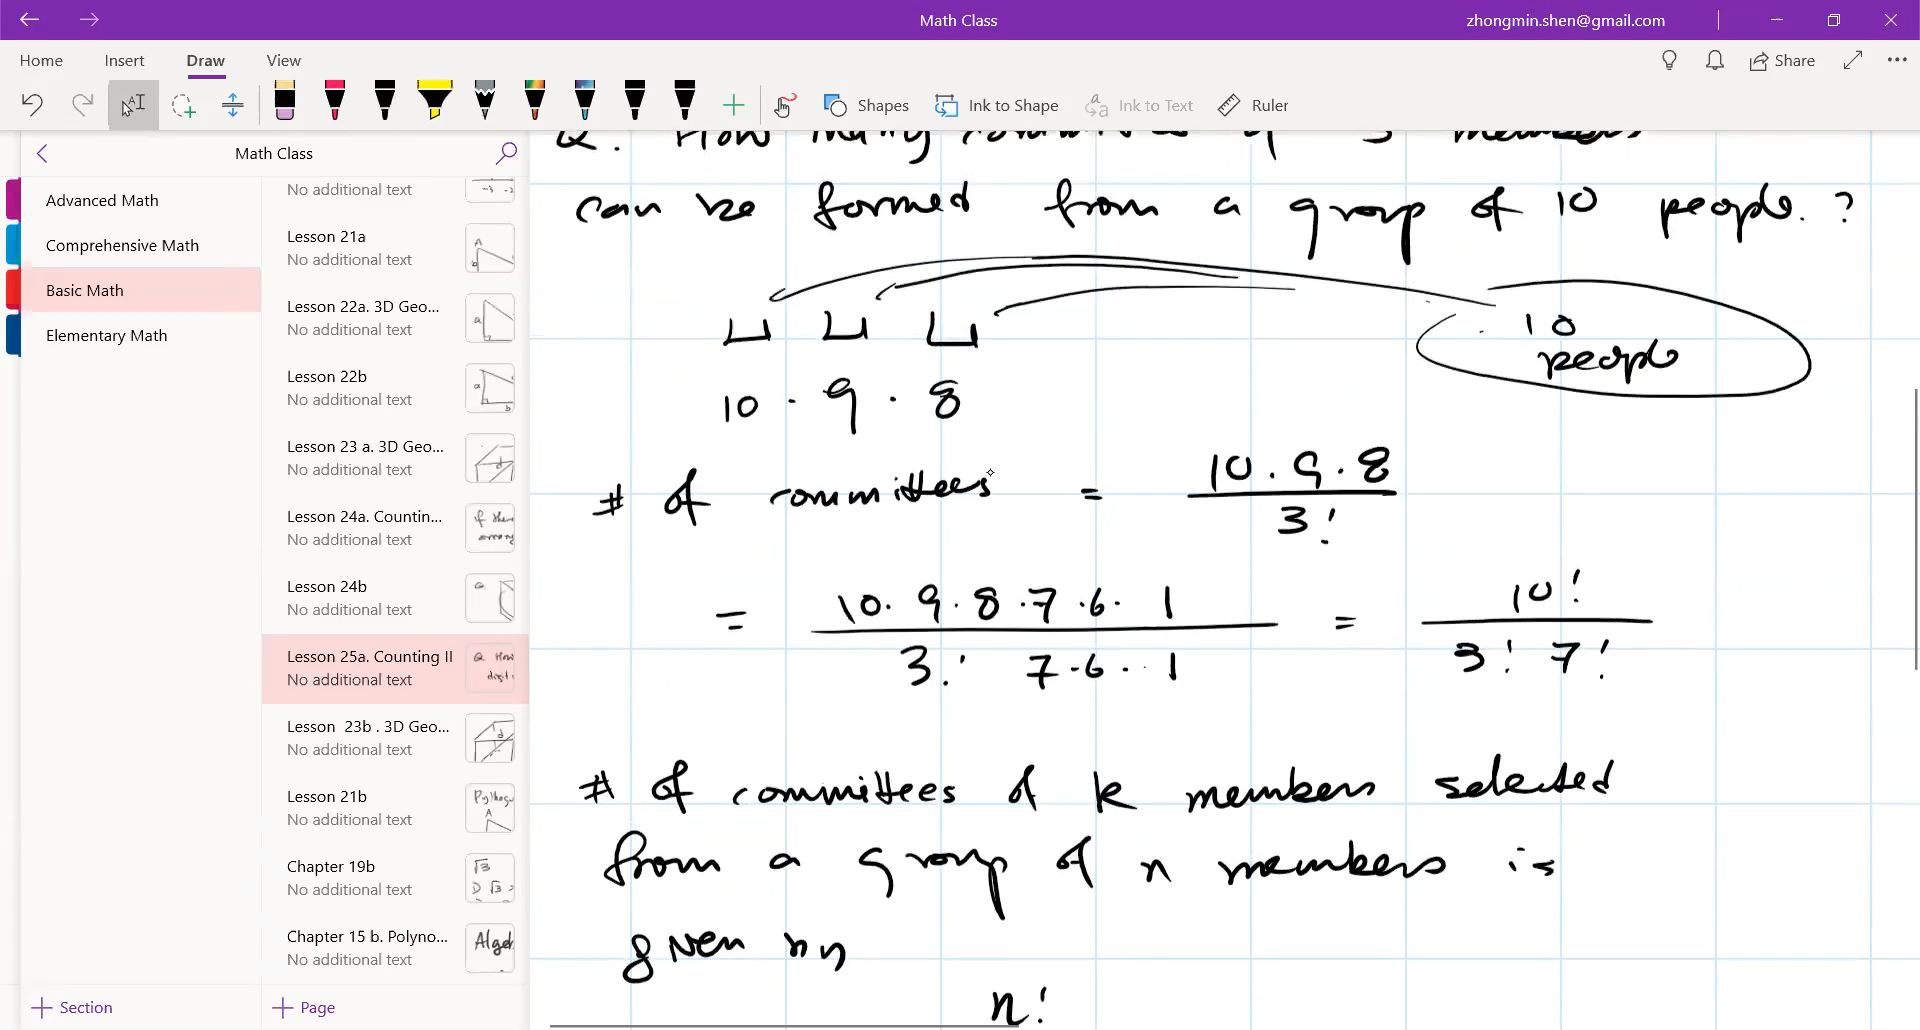 Math Class
zhongmin.shen@gmail.com
Home Insert Draw View
Share
Shapes Ink to Shape Ink to Text Ruler
Math Class
Advanced Math
Comprehensive Math
Basic Math
Elementary Math
No additional text
Lesson 21a
No additional text
Lesson 22a. 3D Geo...
No additional text
Lesson 22b
No additional text
Lesson 23 a. 3D Geo...
No additional text
Lesson 24a. Countin...
No additional text
Lesson 24b
No additional text
Lesson 25a. Counting II
No additional text
Lesson 23b . 3D Geo...
No additional text
Lesson 21b
No additional text
Chapter 19b
No additional text
Chapter 15 b. Polyno...
No additional text
Section
Page
Q. How many committees of 3 members
can be formed from a group of 10 people. ?
10
people
10 . 9 . 8
# of committees = 10 . 9 . 8
3!
= 10. 9 . 8 . 7 . 6 . 1 = 10!
3! 7 . 6 . . 1 3! 7!
# of committees of k members selected
from a group of n members is
given by
n!